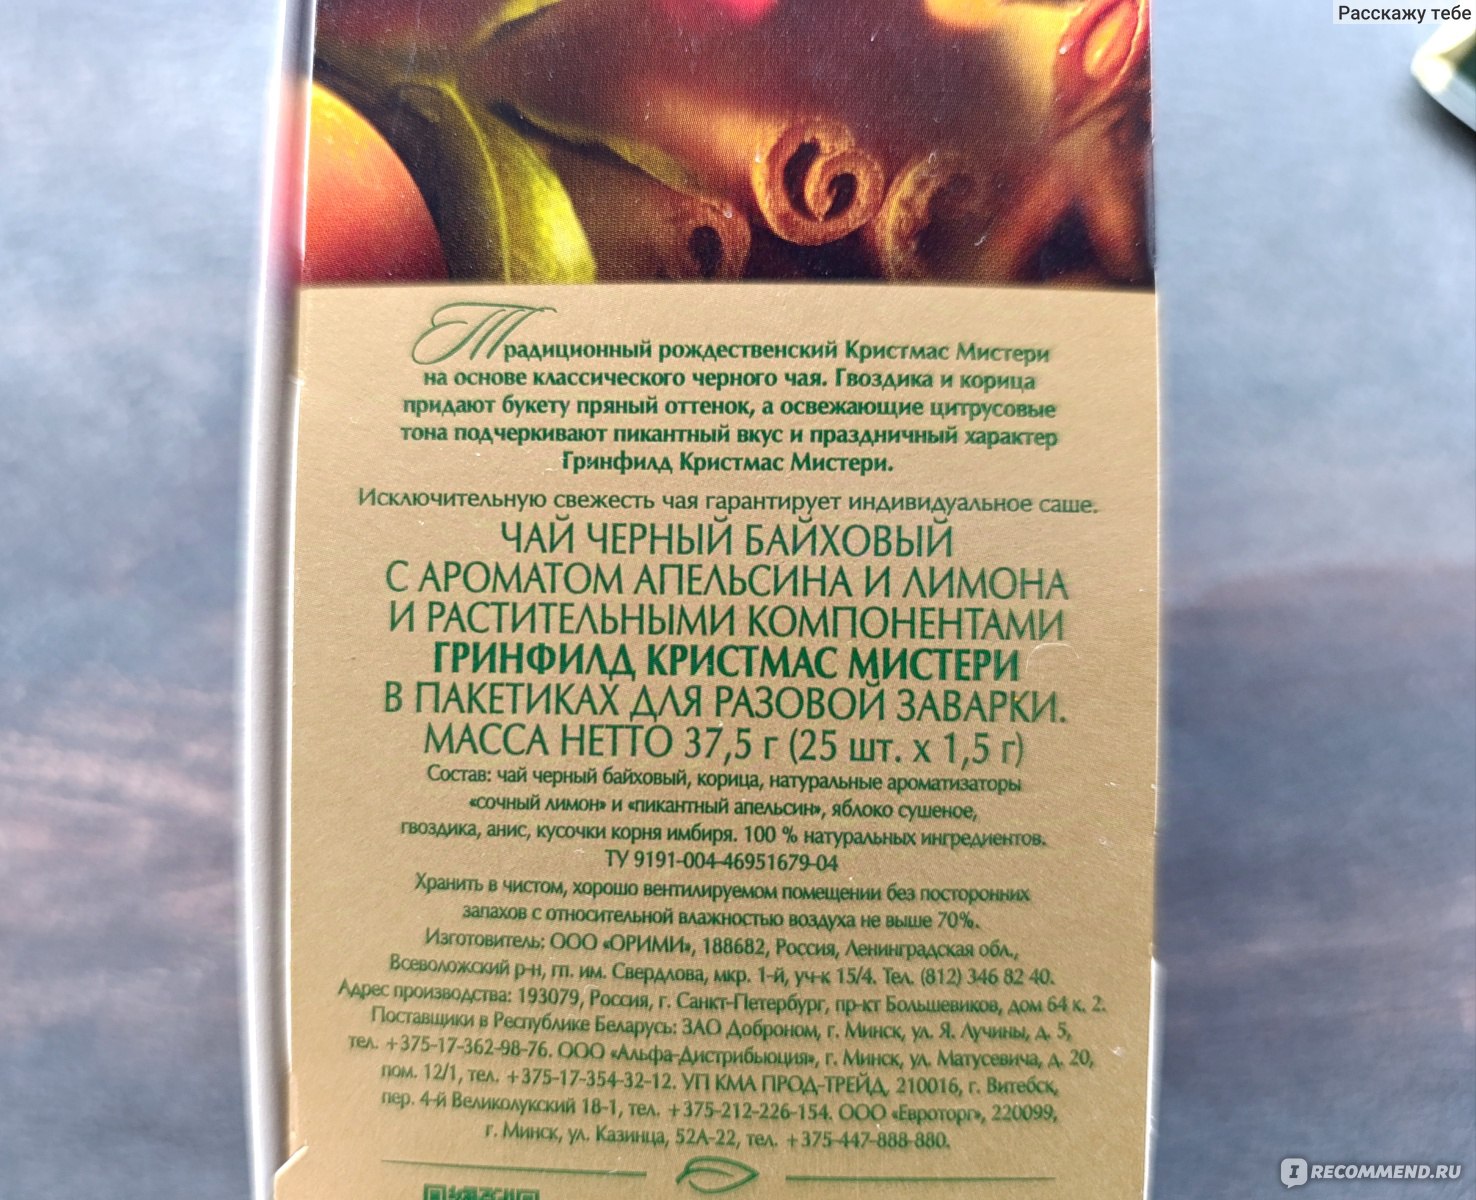 Расскажу тебе
Традиционный рождественский Кристмас Мистери
на основе классического черного чая. Гвоздика и корица
придают букету пряный оттенок, а освежающие цитрусовые
тона подчеркивают пикантный вкус и праздничный характер
Гринфилд Кристмас Мистери.
Исключительную свежесть чая гарантирует индивидуальное саше.
ЧАЙ ЧЕРНЫЙ БАЙХОВЫЙ
С АРОМАТОМ АПЕЛЬСИНА И ЛИМОНА
И РАСТИТЕЛЬНЫМИ КОМПОНЕНТАМИ
ГРИНФИЛД КРИСТМАС МИСТЕРИ
В ПАКЕТИКАХ ДЛЯ РАЗОВОЙ ЗАВАРКИ.
МАССА НЕТТО 37,5 г (25 шт. х 1,5 г)
Состав: чай черный байховый, корица, натуральные ароматизаторы
«сочный лимон» и «пикантный апельсин», яблоко сушеное,
гвоздика, анис, кусочки корня имбиря. 100 % натуральных ингредиентов.
ТУ 9191-004-46951679-04
Хранить в чистом, хорошо вентилируемом помещении без посторонних
запахов с относительной влажностью воздуха не выше 70%.
Изготовитель: ООО «ОРИМИ», 188682, Россия, Ленинградская обл.,
Всеволожский р-н, гп. им. Свердлова, мкр. 1-й, уч-к 15/4. Тел. (812) 346 82 40.
Адрес производства: 193079, Россия, г. Санкт-Петербург, пр-кт Большевиков, дом 64 к. 2.
Поставщики в Республике Беларусь: ЗАО Доброном, г. Минск, ул. Я. Лучины, д. 5,
тел. +375-17-362-98-76. ООО «Альфа-Дистрибьюция», г. Минск, ул. Матусевича, д. 20,
пом. 12/1, тел. +375-17-354-32-12. УП КМА ПРОД-ТРЕЙД, 210016, г. Витебск,
пер. 4-й Великолукский 18-1, тел. +375-212-226-154. ООО «Евроторг», 220099,
г. Минск, ул. Казинца, 52А-22, тел. +375-447-888-880.
IRECOMMEND.RU